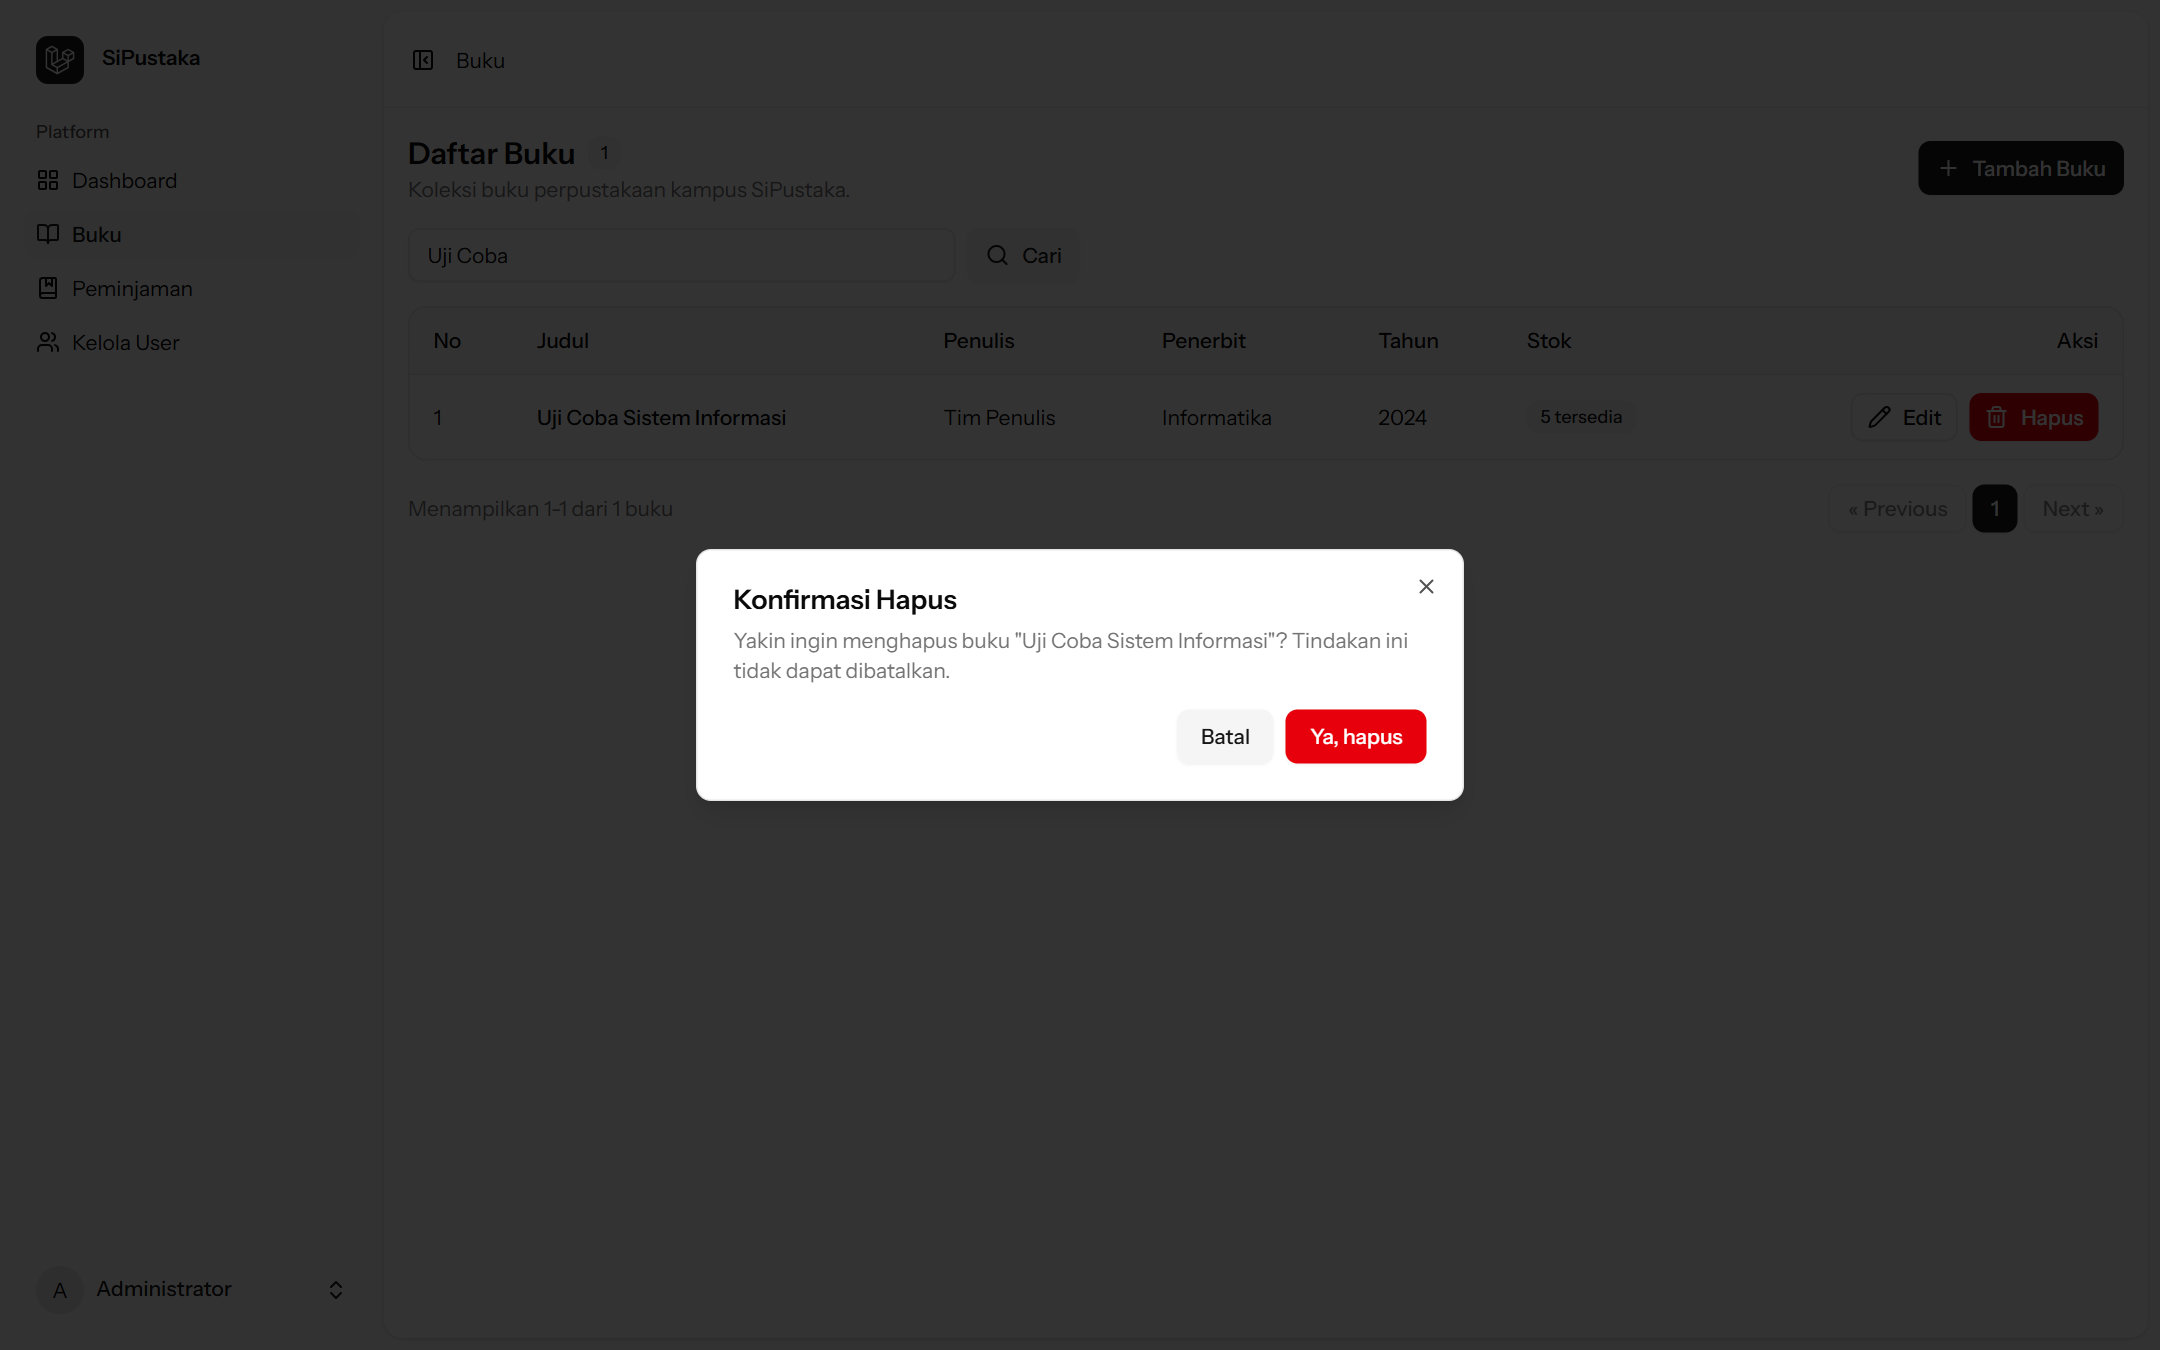 SiPustaka
Platform
Dashboard
Buku
Peminjaman
Kelola User
A Administrator
Buku
Daftar Buku 1
Koleksi buku perpustakaan kampus SiPustaka.
Tambah Buku
Uji Coba Cari
No Judul Penulis Penerbit Tahun Stok Aksi
1 Uji Coba Sistem Informasi Tim Penulis Informatika 2024 5 tersedia Edit Hapus
Menampilkan 1-1 dari 1 buku « Previous 1 Next »
Konfirmasi Hapus
Yakin ingin menghapus buku "Uji Coba Sistem Informasi"? Tindakan ini
tidak dapat dibatalkan.
Batal Ya, hapus